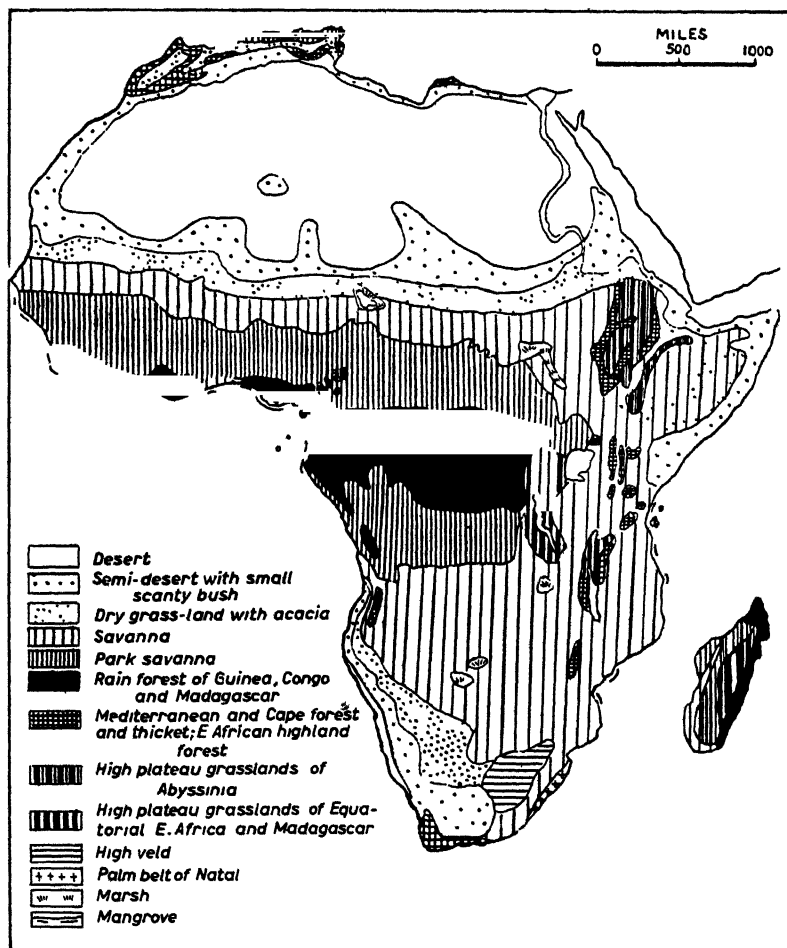 MILES
0 500 1000
Desert
Semi-desert with small
scanty bush
Dry grass-land with acacia
Savanna
Park savanna
Rain forest of Guinea, Congo
and Madagascar
Mediterranean and Cape forest
and thicket; E African highland
forest
High plateau grasslands of
Abyssinia
High plateau grasslands of Equa-
torial E. Africa and Madagascar
High veld
Palm belt of Natal
Marsh
Mangrove